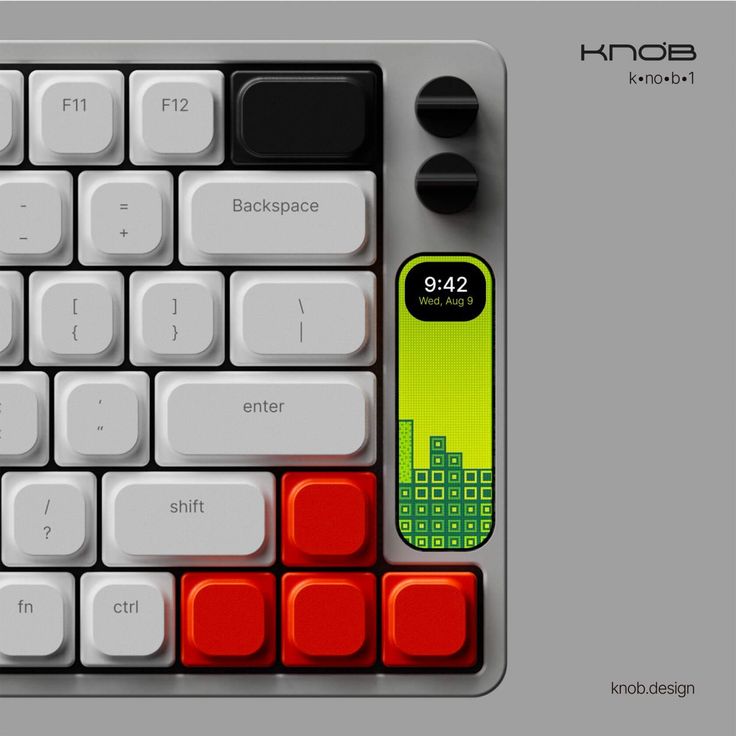 KNOB
k•no•b•1
F11
F12
-
_
=
+
Backspace
9:42
Wed, Aug 9
[
{
]
}
\
|
‘
“
enter
/
?
shift
fn
ctrl
knob.design